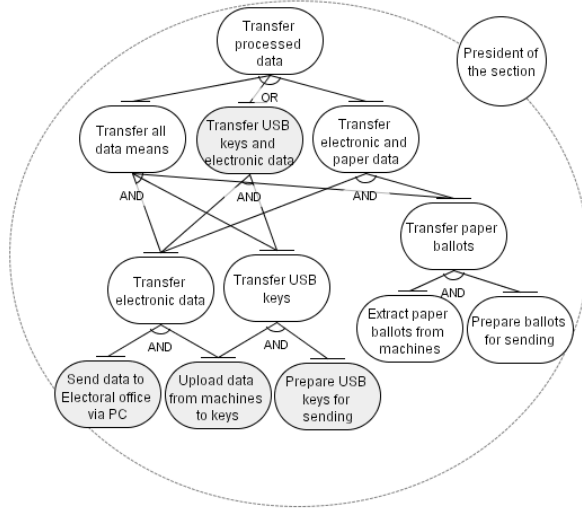 Transfer
processed
data
President of
the section
OR
Transfer all
data means
Transfer USB
keys and
electronic data
Transfer
electronic and
paper data
AND
AND
AND
Transfer paper
ballots
Transfer
electronic data
Transfer USB
keys
AND
Extract paper
ballots from
machines
Prepare ballots
for sending
AND
AND
Send data to
Electoral office
via PC
Upload data
from machines
to keys
Prepare USB
keys for
sending